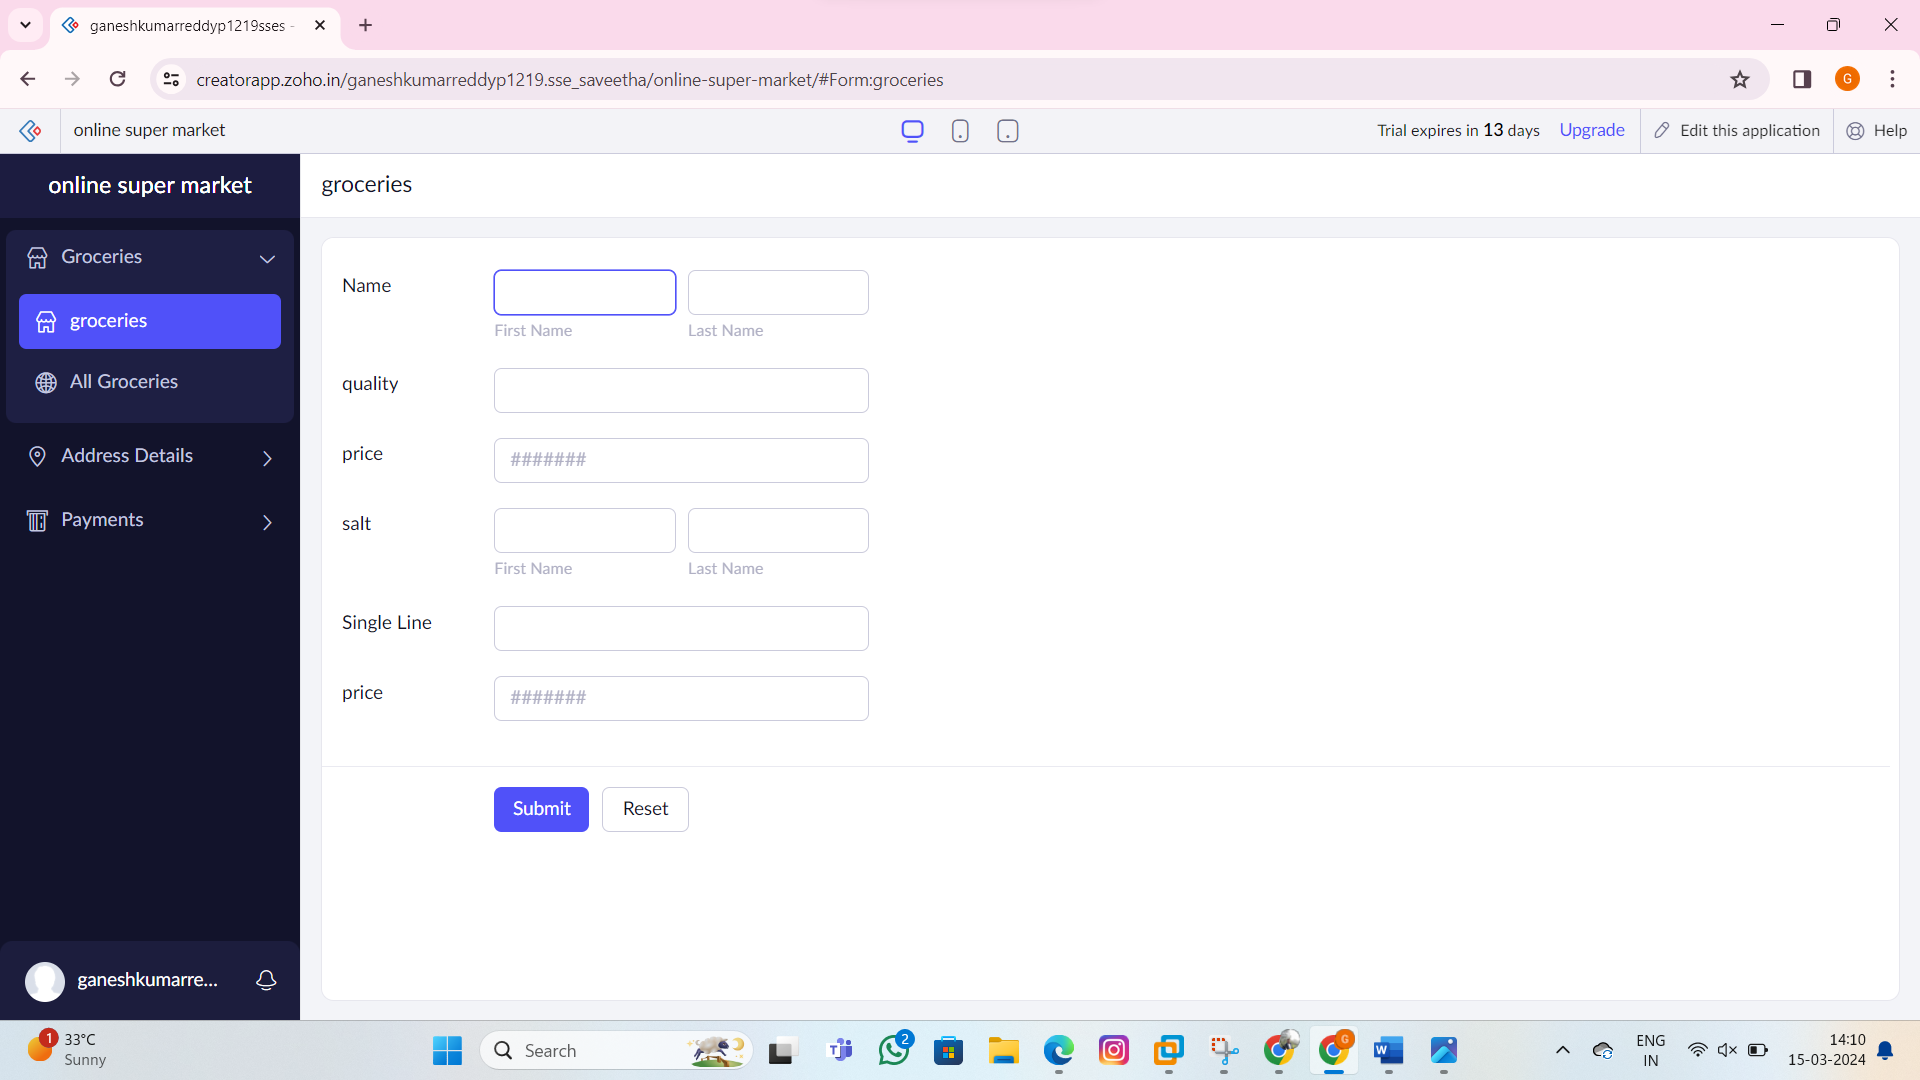 ganeshkumarreddyp1219sses -
creatorapp.zoho.in/ganeshkumarreddyp1219.sse_saveetha/online-super-market/#Form:groceries
G
online super market
Trial expires in 13 days
Upgrade
Edit this application
Help
online super market
groceries
Groceries
groceries
All Groceries
Address Details
Payments
Name
First Name
Last Name
quality
price
#######
salt
First Name
Last Name
Single Line
price
#######
Submit
Reset
ganeshkumarre...
1
33°C
Sunny
Search
2
G
W
ENG
IN
14:10
15-03-2024